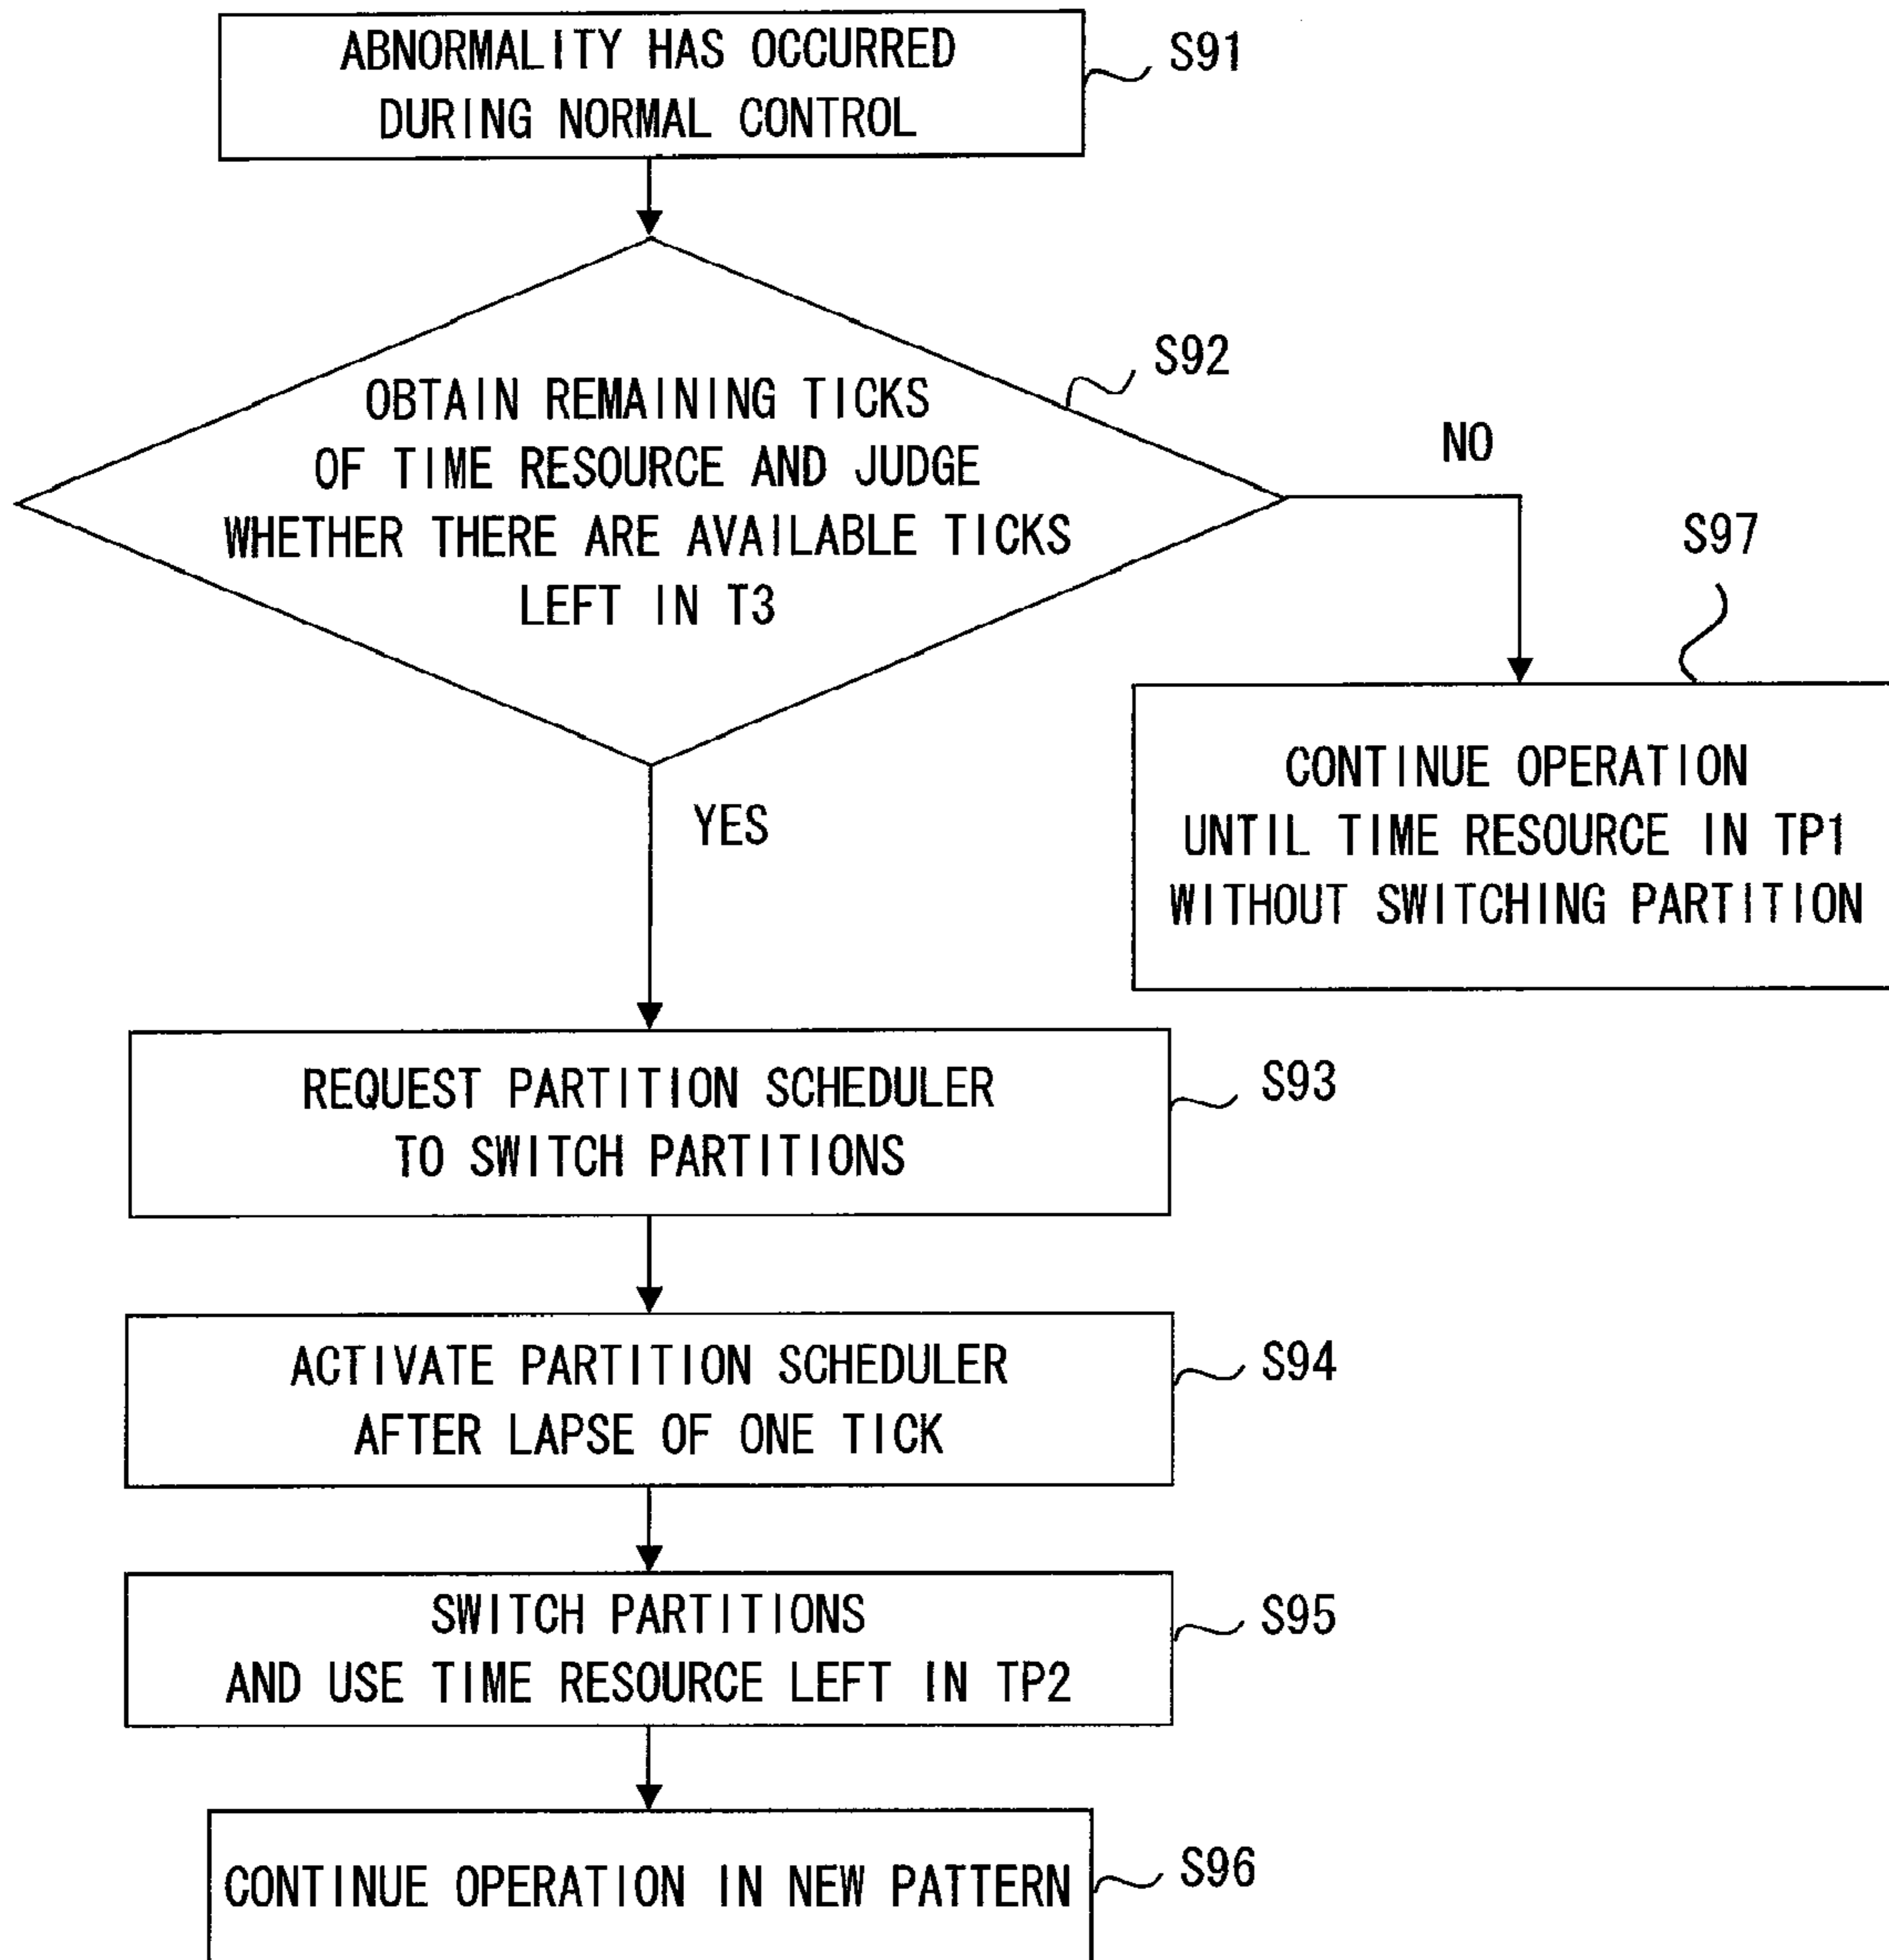 ABNORMALITY HAS OCCURRED
DURING NORMAL CONTROL
S91
S92
OBTAIN REMAINING TICKS
OF TIME RESOURCE AND JUDGE
WHETHER THERE ARE AVAILABLE TICKS
LEFT IN T3
NO
S97
CONTINUE OPERATION
UNTIL TIME RESOURCE IN TP1
WITHOUT SWITCHING PARTITION
YES
REQUEST PARTITION SCHEDULER
TO SWITCH PARTITIONS
S93
ACTIVATE PARTITION SCHEDULER
AFTER LAPSE OF ONE TICK
S94
SWITCH PARTITIONS
AND USE TIME RESOURCE LEFT IN TP2
S95
CONTINUE OPERATION IN NEW PATTERN
S96